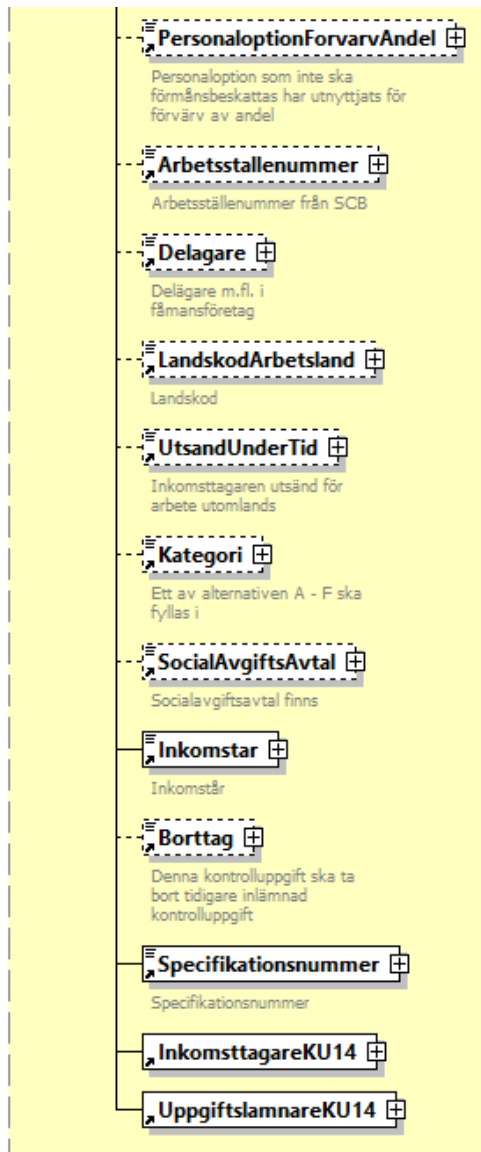 PersonaloptionForvarvAndel
Personaloption som inte ska
förmånsbeskattas har utnyttjats för
förvärv av andel
Arbetsstallenummer
Arbetsställenummer från SCB
Delagare
Delägare m.fl. i
fåmansföretag
LandskodArbetsland
Landskod
UtsandUnderTid
Inkomsttagaren utsänd för
arbete utomlands
Kategori
Ett av alternativen A - F ska
fyllas i
SocialAvgiftsAvtal
Socialavgiftsavtal finns
Inkomstar
Inkomstår
Borttag
Denna kontrolluppgift ska ta
bort tidigare inlämnad
kontrolluppgift
Specifikationsnummer
Specifikationsnummer
InkomsttagareKU14
UppgiftslamnareKU14